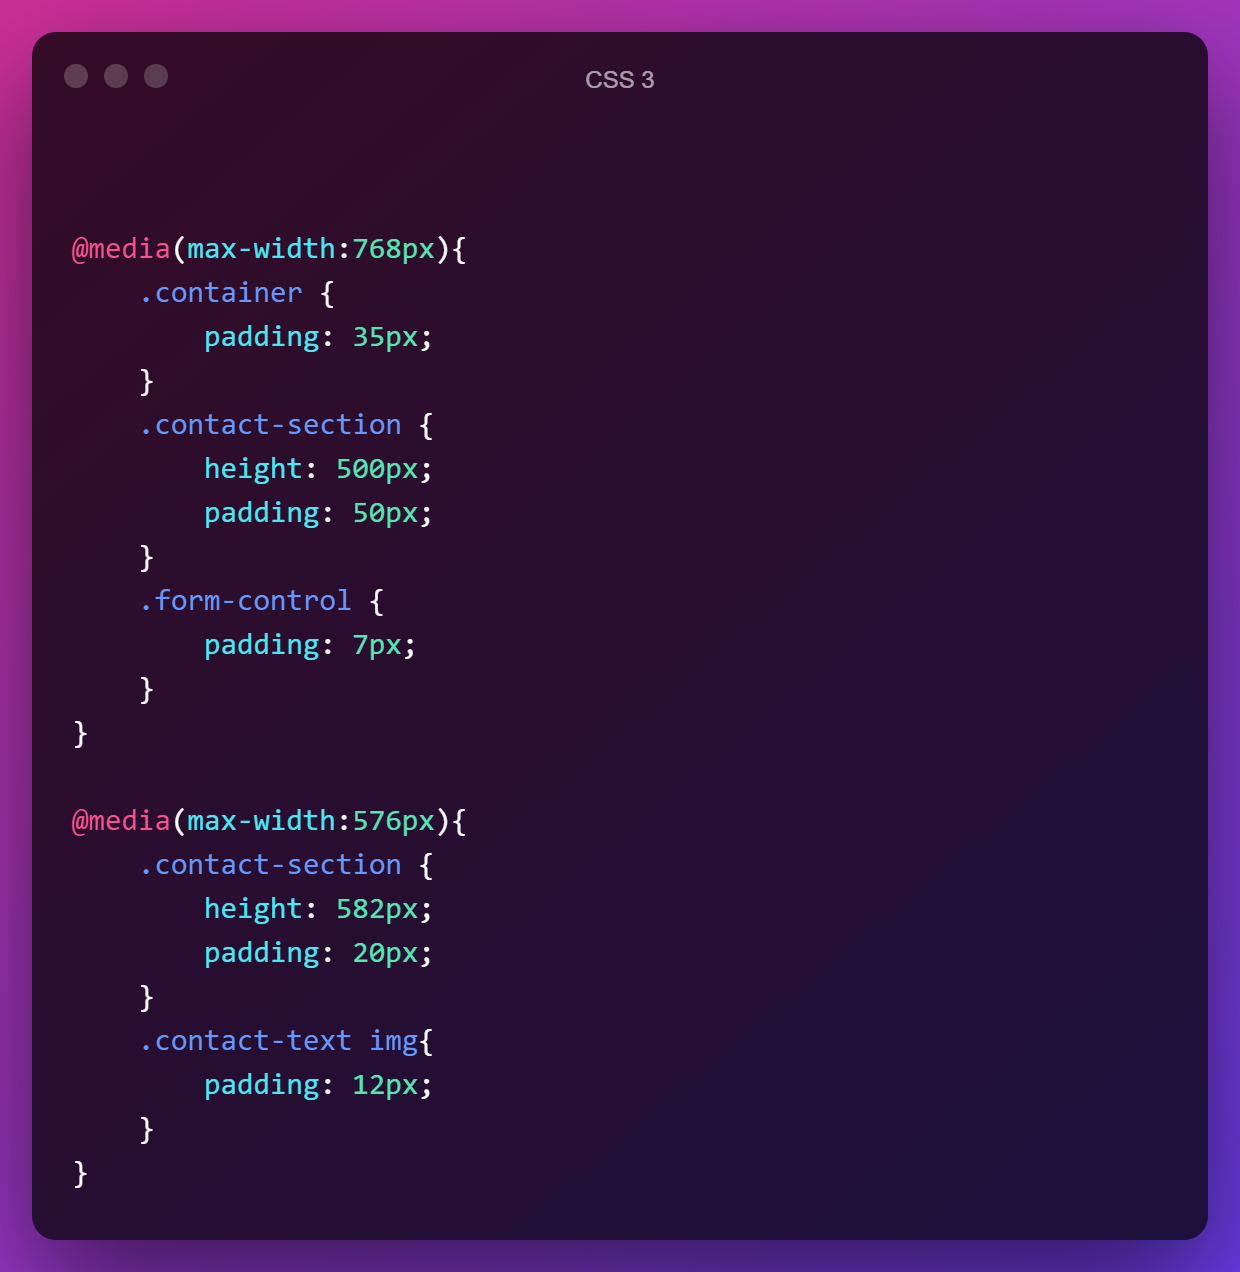 CSS 3
@media(max-width:768px){
    .container {
        padding: 35px;
    }
    .contact-section {
        height: 500px;
        padding: 50px;
    }
    .form-control {
        padding: 7px;
    }
}

@media(max-width:576px){
    .contact-section {
        height: 582px;
        padding: 20px;
    }
    .contact-text img{
        padding: 12px;
    }
}